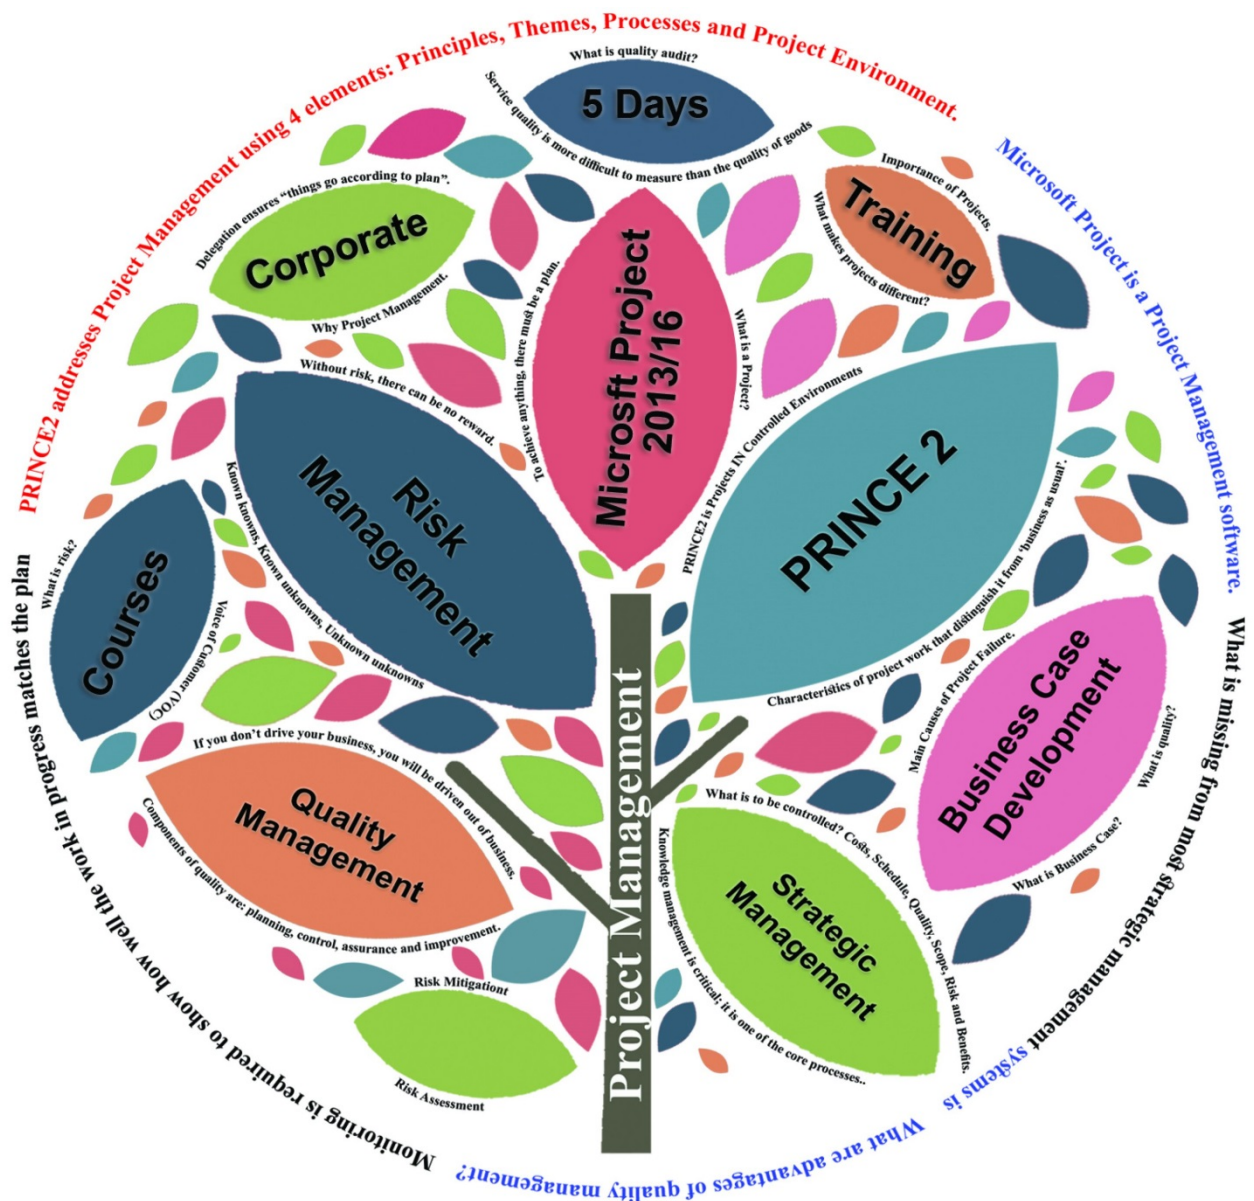 PRINCE2 addresses Project Management using 4 elements: Principles, Themes, Processes and Project Environment.
Microsoft Project is a Project Management software.
What is missing from most strategic management systems is
What are advantages of quality management?
Monitoring is required to show how well the work in progress matches the plan
What is quality audit?
5 Days
Service quality is more difficult to measure than the quality of goods
Delegation ensures “things go according to plan”.
Corporate
Why Project Management.
Importance of Projects.
Training
What makes projects different?
To achieve anything, there must be a plan.
Microsft Project
2013/16
What is a Project?
Without risk, there can be no reward.
Risk
Management
Known knowns, Known unknowns, Unknown unknowns
PRINCE2 is Projects IN Controlled Environments
PRINCE 2
Characteristics of project work that distinguish it from ‘business as usual’.
What is risk?
Courses
Voice of Customer (VOC)
Main Causes of Project Failure.
Business Case
Development
What is quality?
What is Business Case?
If you don’t drive your business, you will be driven out of business.
Quality
Management
Components of quality are: planning, control, assurance and improvement.
What is to be controlled? Costs, Schedule, Quality, Scope, Risk and Benefits.
Strategic
Management
Knowledge management is critical; it is one of the core processes..
Risk Mitigationt
Risk Assessment
Project Management